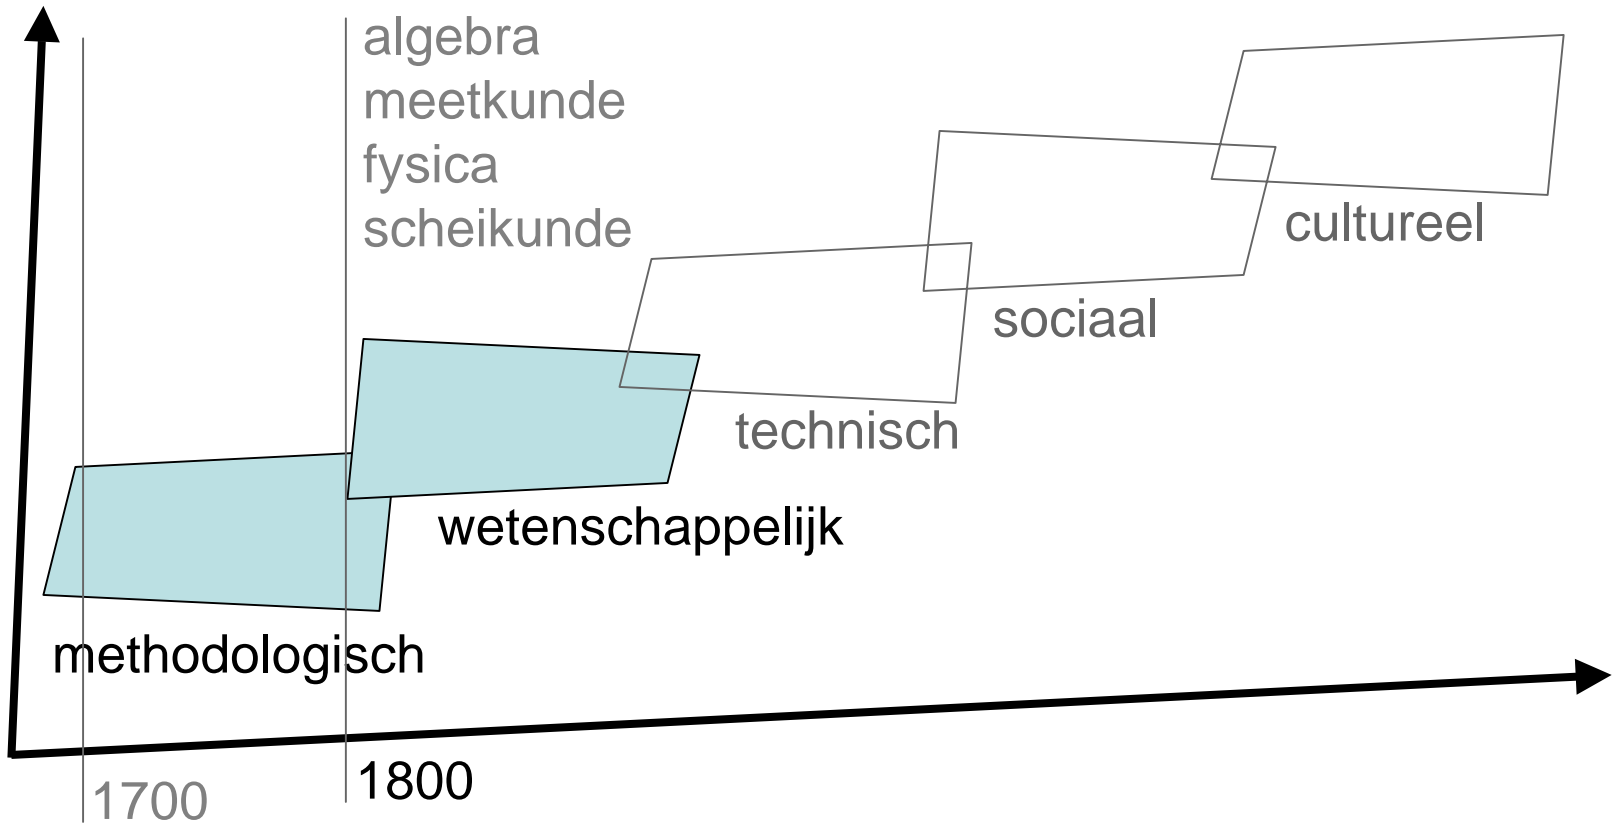 algebra
meetkunde
fysica
scheikunde
cultureel
sociaal
technisch
wetenschappelijk
methodologisch
1700
1800